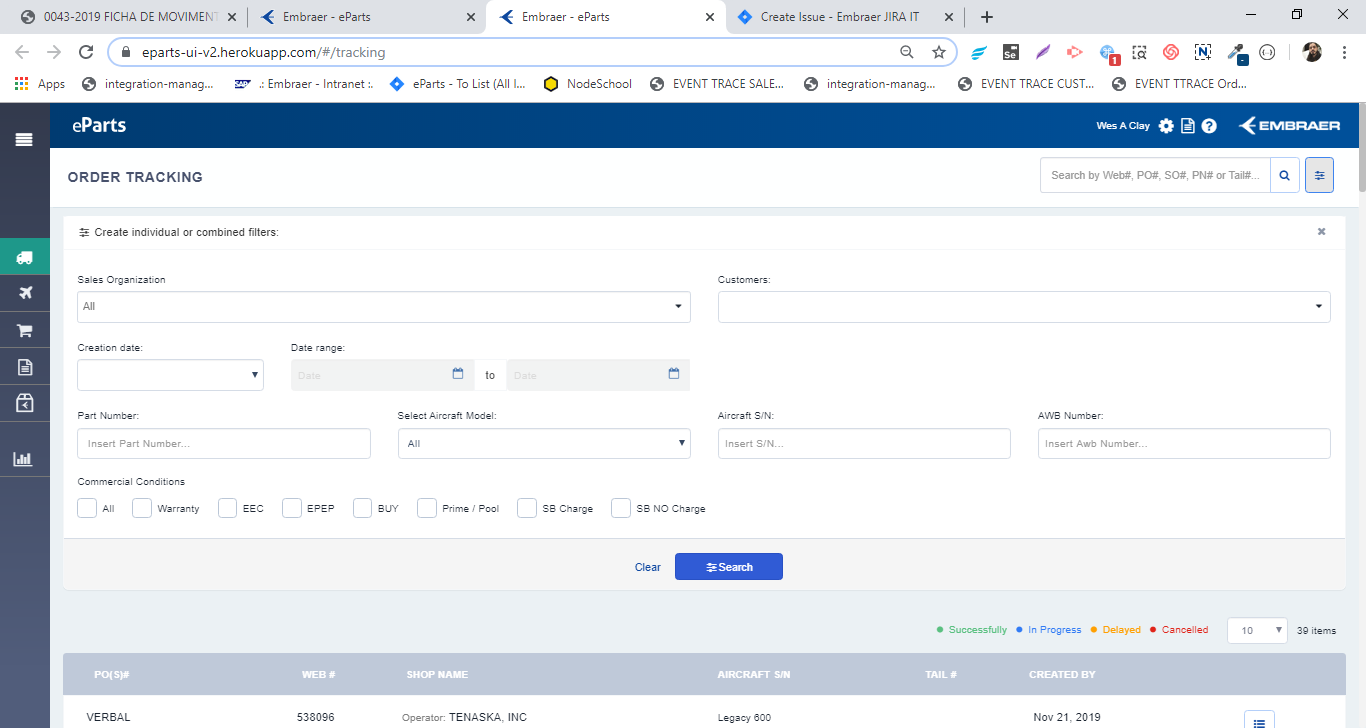 0043-2019 FICHA DE MOVIMENT
Embraer - eParts
Embraer - eParts
Create Issue - Embraer JIRA IT
eparts-ui-v2.herokuapp.com/#/tracking
Se
1
N
Apps
integration-manag...
SAP
.: Embraer - Intranet :.
eParts - To List (All I...
NodeSchool
EVENT TRACE SALE...
integration-manag...
EVENT TRACE CUST...
EVENT TTRACE Ord...
eParts
Wes A Clay
EMBRAER
ORDER TRACKING
Search by Web#, PO#, SO#, PN# or Tail#...
Create individual or combined filters:
Sales Organization
Customers:
All
Creation date:
Date range:
Date
to
Date
Part Number:
Select Aircraft Model:
Aircraft S/N:
AWB Number:
Insert Part Number...
All
Insert S/N...
Insert Awb Number...
Commercial Conditions
All
Warranty
EEC
EPEP
BUY
Prime / Pool
SB Charge
SB NO Charge
Clear
Search
Successfully
In Progress
Delayed
Cancelled
10
39 items
PO(S)#
WEB #
SHOP NAME
AIRCRAFT S/N
TAIL #
CREATED BY
VERBAL
538096
Operator: TENASKA, INC
Legacy 600
Nov 21, 2019